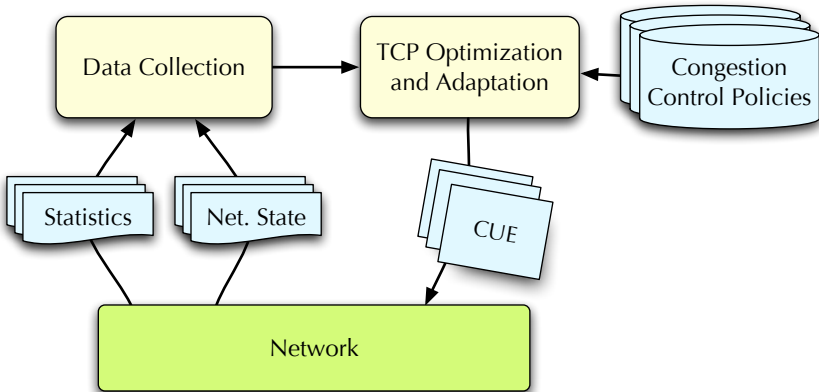 Data Collection
TCP Optimization
and Adaptation
Congestion
Control Policies
Statistics
Net. State
CUE
Network